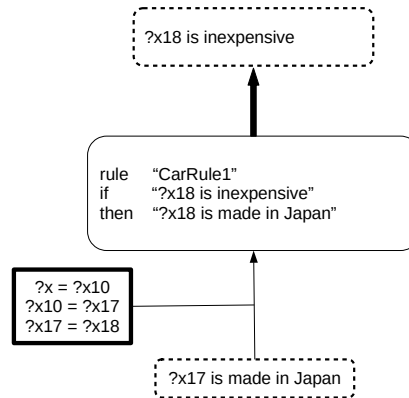 ?x18 is inexpensive
rule “CarRule1”
if “?x18 is inexpensive”
then “?x18 is made in Japan”
?x = ?x10
?x10 = ?x17
?x17 = ?x18
?x17 is made in Japan